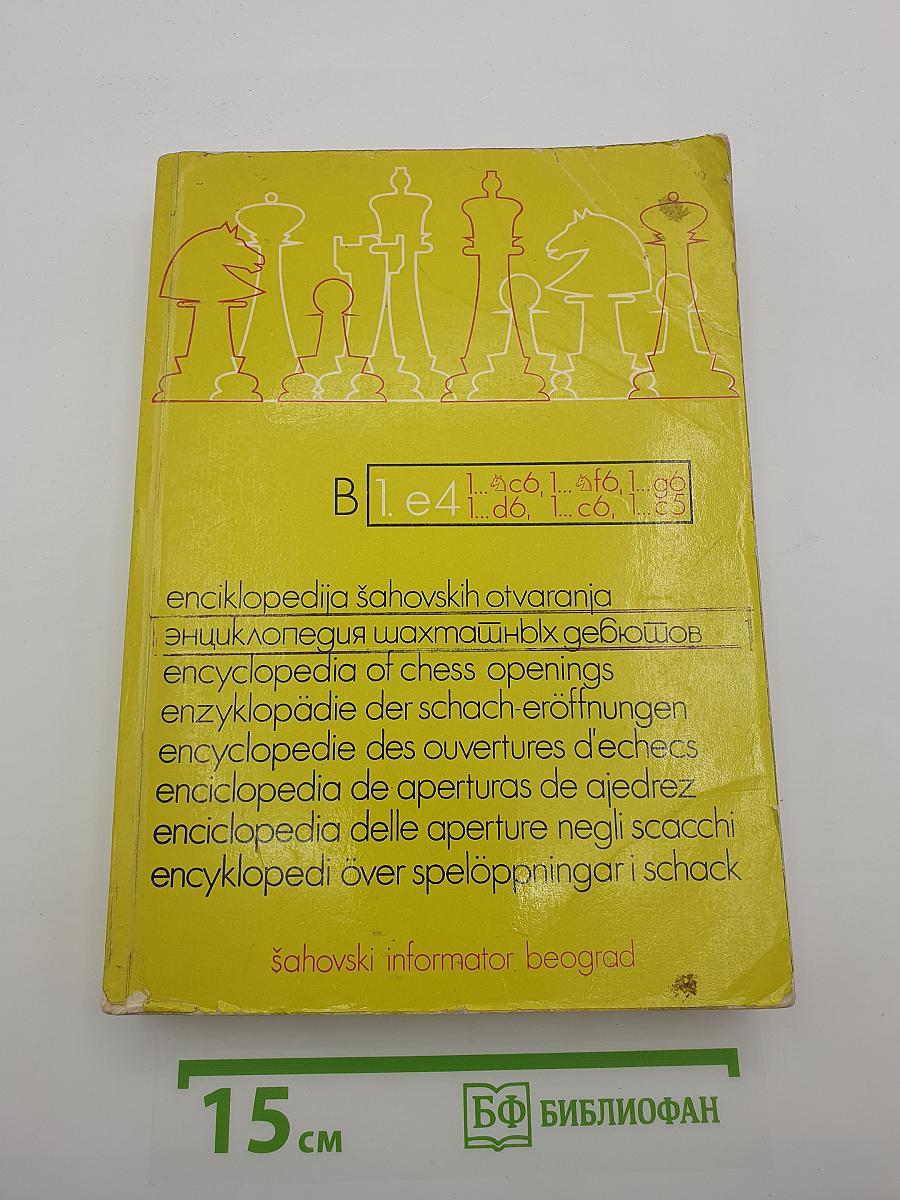 B 1. e4 1...♘c6, 1...♘f6, 1...g6
1...d6, 1...c6, 1...c5
enciklopedija šahovskih otvaranja
энциклопедия шахматных дебютов
encyclopedia of chess openings
enzyklopädie der schach-eröffnungen
encyclopedie des ouvertures d'echecs
enciclopedia de aperturas de ajedrez
enciclopedia delle aperture negli scacchi
encyklopedi över spelöppningar i schack
šahovski informator beograd
15 см
БФ БИБЛИОФАН